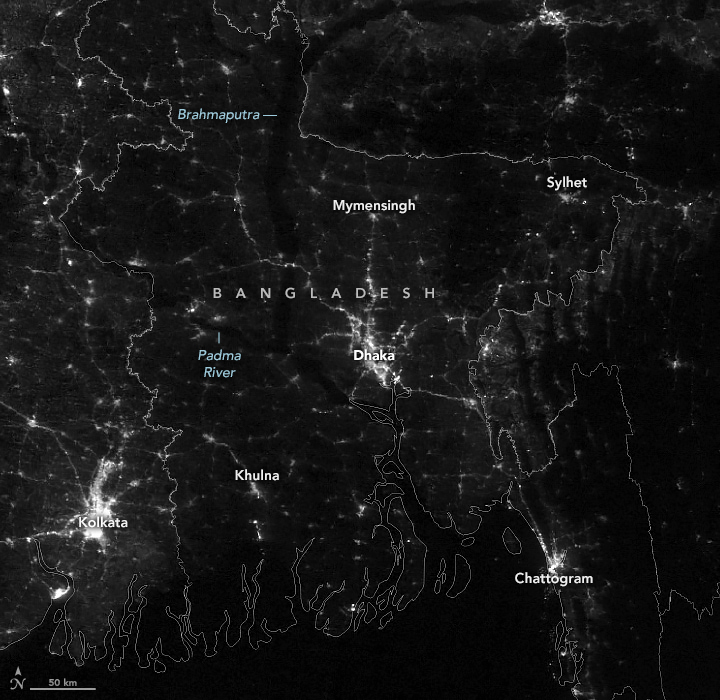 Brahmaputra
Sylhet
Mymensingh
BANGLADESH
Dhaka
Padma
River
Khulna
Kolkata
Chattogram
N
50 km